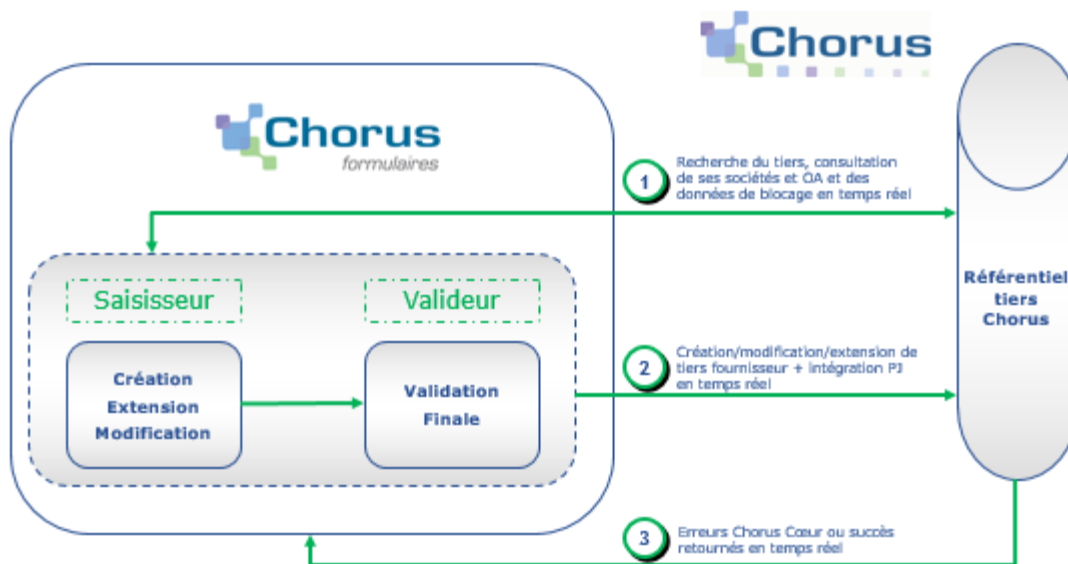 Chorus
Chorus
formulaires
1
Recherche du tiers, consultation
de ses sociétés et OA et des
données de blocage en temps réel
Saisisseur
Valideur
Référentiel
tiers
Chorus
Création
Extension
Modification
Validation
Finale
2
Création/modification/extension de
tiers fournisseur + intégration PJ
en temps réel
3
Erreurs Chorus Cœur ou succès
retournés en temps réel